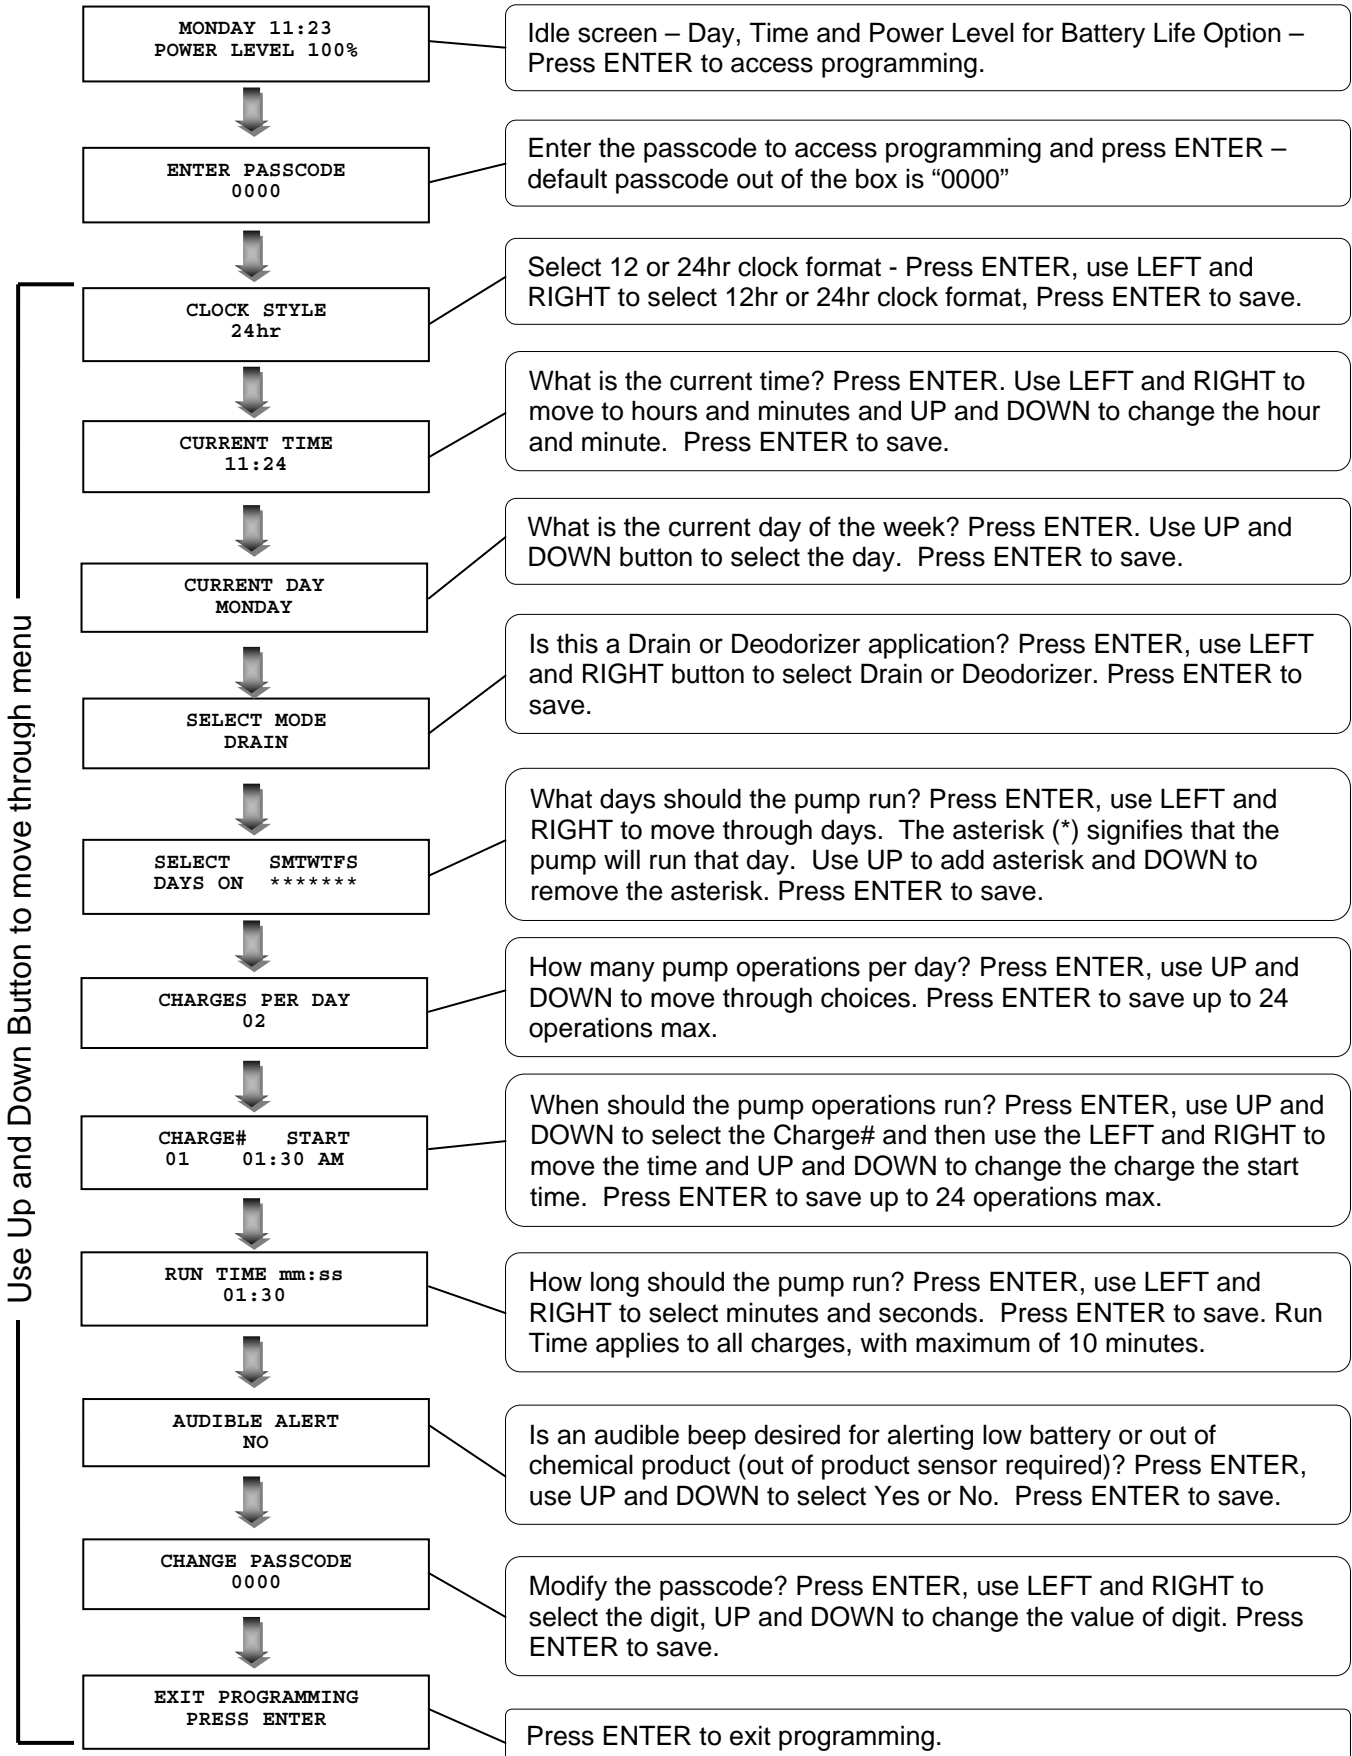 MONDAY 11:23
POWER LEVEL 100%
Idle screen – Day, Time and Power Level for Battery Life Option –
Press ENTER to access programming.
ENTER PASSCODE
0000
Enter the passcode to access programming and press ENTER –
default passcode out of the box is “0000”
Use Up and Down Button to move through menu
CLOCK STYLE
24hr
Select 12 or 24hr clock format - Press ENTER, use LEFT and
RIGHT to select 12hr or 24hr clock format, Press ENTER to save.
CURRENT TIME
11:24
What is the current time? Press ENTER. Use LEFT and RIGHT to
move to hours and minutes and UP and DOWN to change the hour
and minute.  Press ENTER to save.
CURRENT DAY
MONDAY
What is the current day of the week? Press ENTER. Use UP and
DOWN button to select the day.  Press ENTER to save.
SELECT MODE
DRAIN
Is this a Drain or Deodorizer application? Press ENTER, use LEFT
and RIGHT button to select Drain or Deodorizer. Press ENTER to
save.
SELECT   SMTWTFS
DAYS ON  *******
What days should the pump run? Press ENTER, use LEFT and
RIGHT to move through days.  The asterisk (*) signifies that the
pump will run that day.  Use UP to add asterisk and DOWN to
remove the asterisk. Press ENTER to save.
CHARGES PER DAY
02
How many pump operations per day? Press ENTER, use UP and
DOWN to move through choices. Press ENTER to save up to 24
operations max.
CHARGE#   START
01    01:30 AM
When should the pump operations run? Press ENTER, use UP and
DOWN to select the Charge# and then use the LEFT and RIGHT to
move the time and UP and DOWN to change the charge the start
time.  Press ENTER to save up to 24 operations max.
RUN TIME mm:ss
01:30
How long should the pump run? Press ENTER, use LEFT and
RIGHT to select minutes and seconds.  Press ENTER to save. Run
Time applies to all charges, with maximum of 10 minutes.
AUDIBLE ALERT
NO
Is an audible beep desired for alerting low battery or out of
chemical product (out of product sensor required)? Press ENTER,
use UP and DOWN to select Yes or No.  Press ENTER to save.
CHANGE PASSCODE
0000
Modify the passcode? Press ENTER, use LEFT and RIGHT to
select the digit, UP and DOWN to change the value of digit. Press
ENTER to save.
EXIT PROGRAMMING
PRESS ENTER
Press ENTER to exit programming.